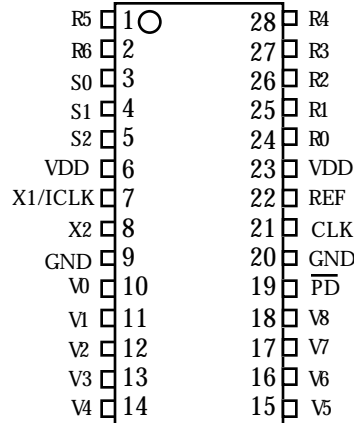 R5 1 28 R4
R6 2 27 R3
S0 3 26 R2
S1 4 25 R1
S2 5 24 R0
VDD 6 23 VDD
X1/ICLK 7 22 REF
X2 8 21 CLK
GND 9 20 GND
V0 10 19 P̅D̅
V1 11 18 V8
V2 12 17 V7
V3 13 16 V6
V4 14 15 V5